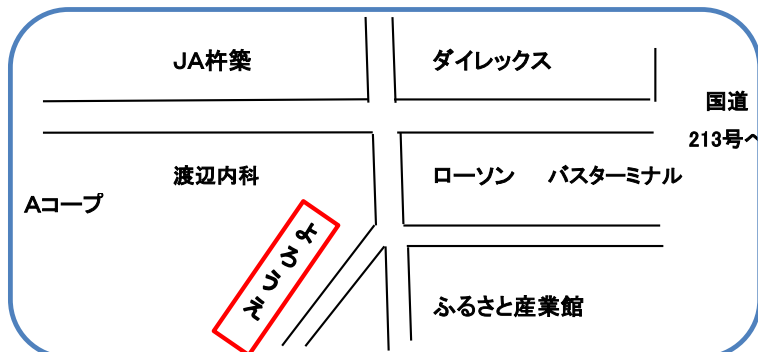 JA杵築
ダイレックス
国道
213号へ
渡辺内科
ローソン
バスターミナル
Aコープ
よろうえ
ふるさと産業館